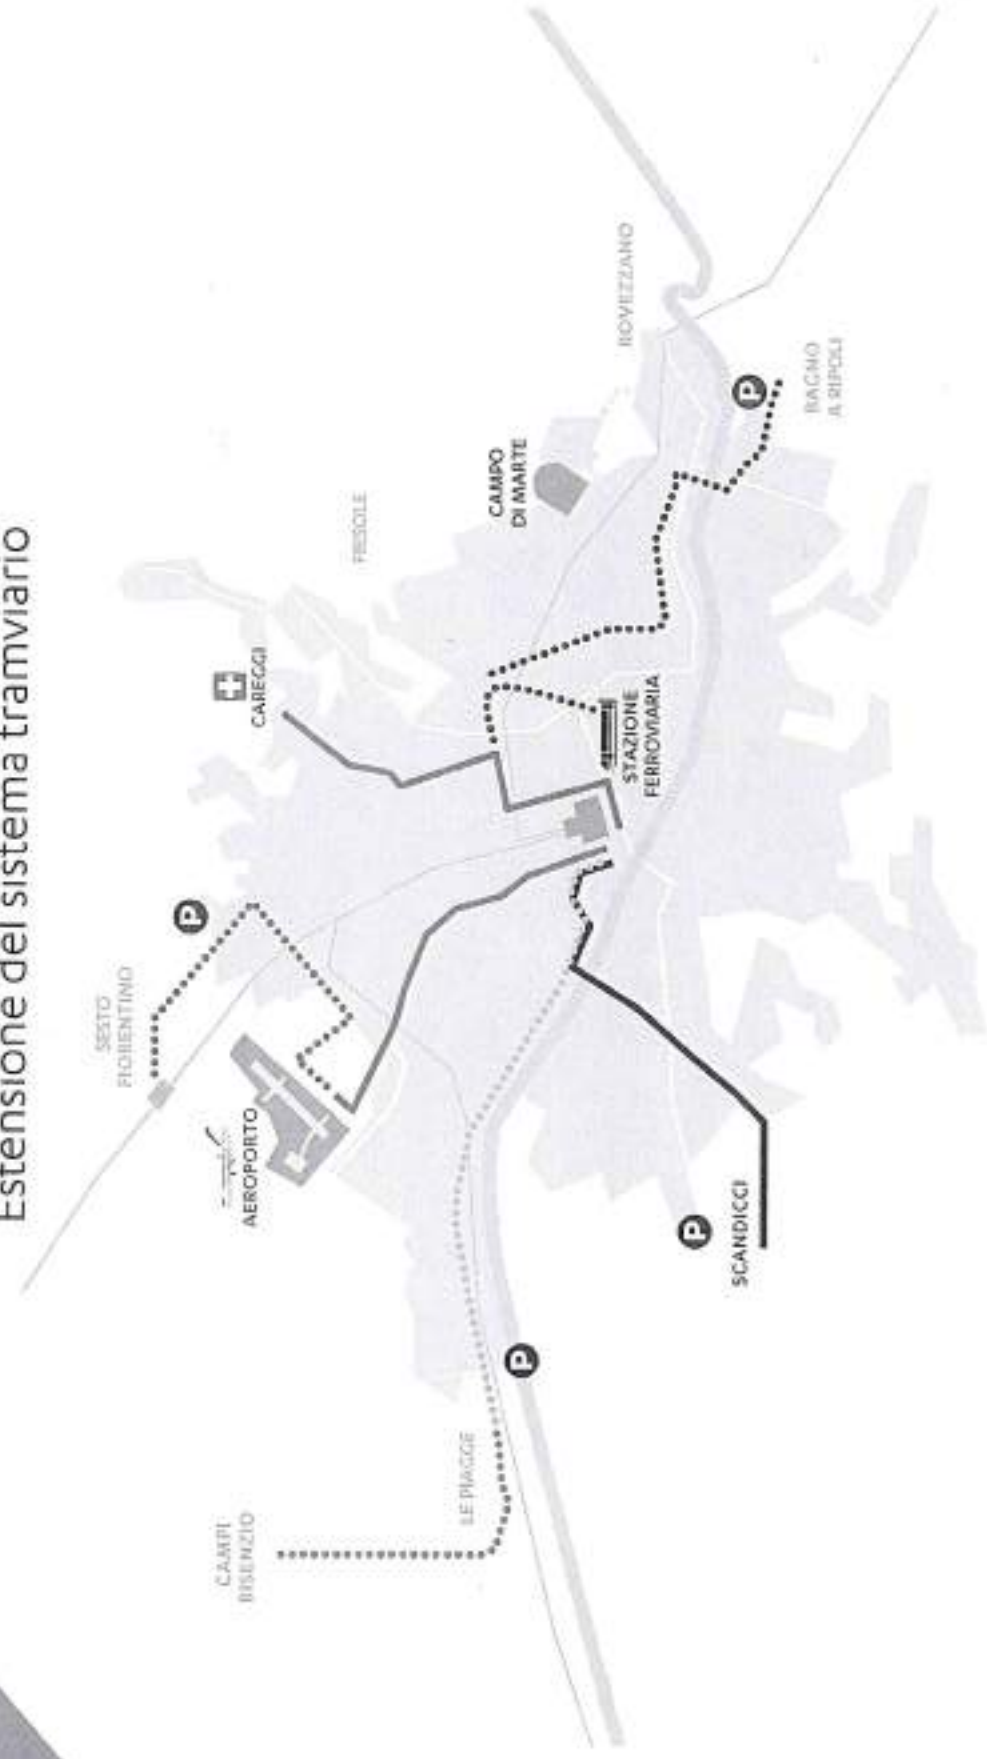 Estensione del sistema tramviario
SESTO
FIORENTINO
P
CAREGGI
FIESOLE
AEROPORTO
CAMPI
BISENZIO
LE PIAGGE
P
CAMPO
DI MARTE
ROVEZZANO
STAZIONE
FERROVIARIA
P
SCANDICCI
P
BAGNO
A RIPOLI